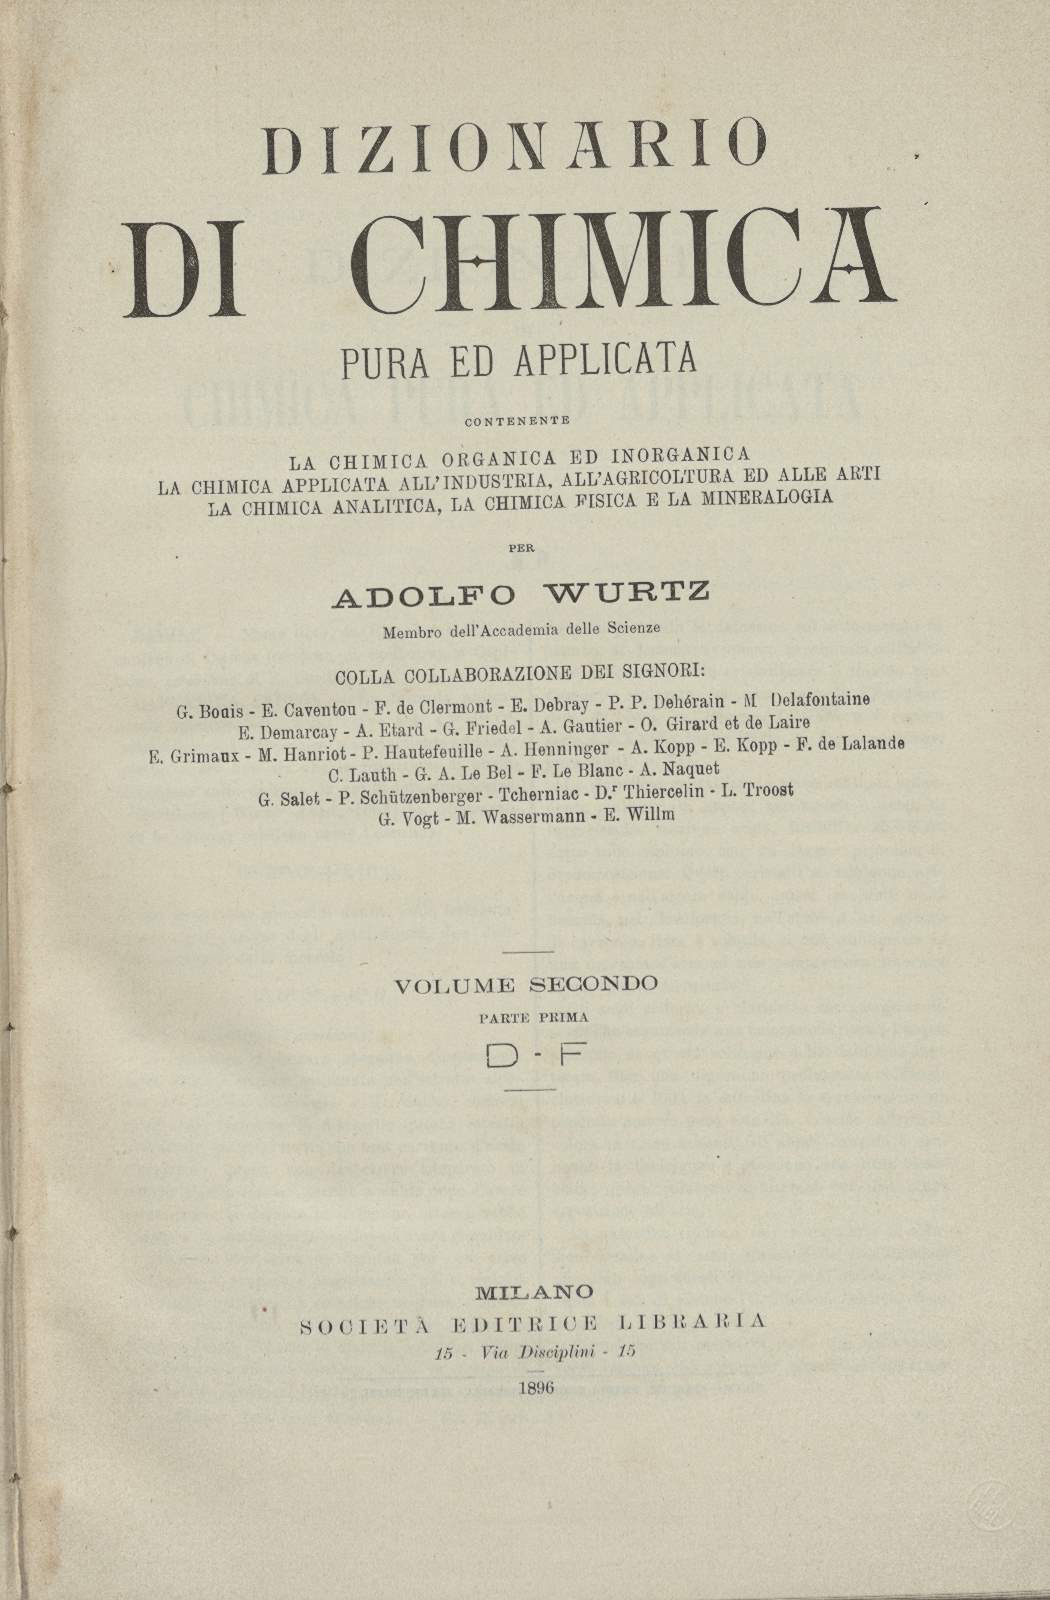 DIZIONARIO
DI CHIMICA
PURA ED APPLICATA
CONTENENTE
LA CHIMICA ORGANICA ED INORGANICA
LA CHIMICA APPLICATA ALL'INDUSTRIA, ALL'AGRICOLTURA ED ALLE ARTI
LA CHIMICA ANALITICA, LA CHIMICA FISICA E LA MINERALOGIA
PER
ADOLFO WURTZ
Membro dell'Accademia delle Scienze
COLLA COLLABORAZIONE DEI SIGNORI:
G. Bouis - E. Caventou - F. de Clermont - E. Debray - P. P. Dehérain - M Delafontaine
E. Demarcay - A. Etard - G. Friedel - A. Gautier - O. Girard et de Laire
E. Grimaux - M. Hanriot - P. Hautefeuille - A. Henninger - A. Kopp - E. Kopp - F. de Lalande
C. Lauth - G. A. Le Bel - F. Le Blanc - A. Naquet
G. Salet - P. Schützenberger - Tcherniac - D.r Thiercelin - L. Troost
G. Vogt - M. Wassermann - E. Willm
VOLUME SECONDO
PARTE PRIMA
D - F
MILANO
SOCIETÀ EDITRICE LIBRARIA
15 - Via Disciplini - 15
1896